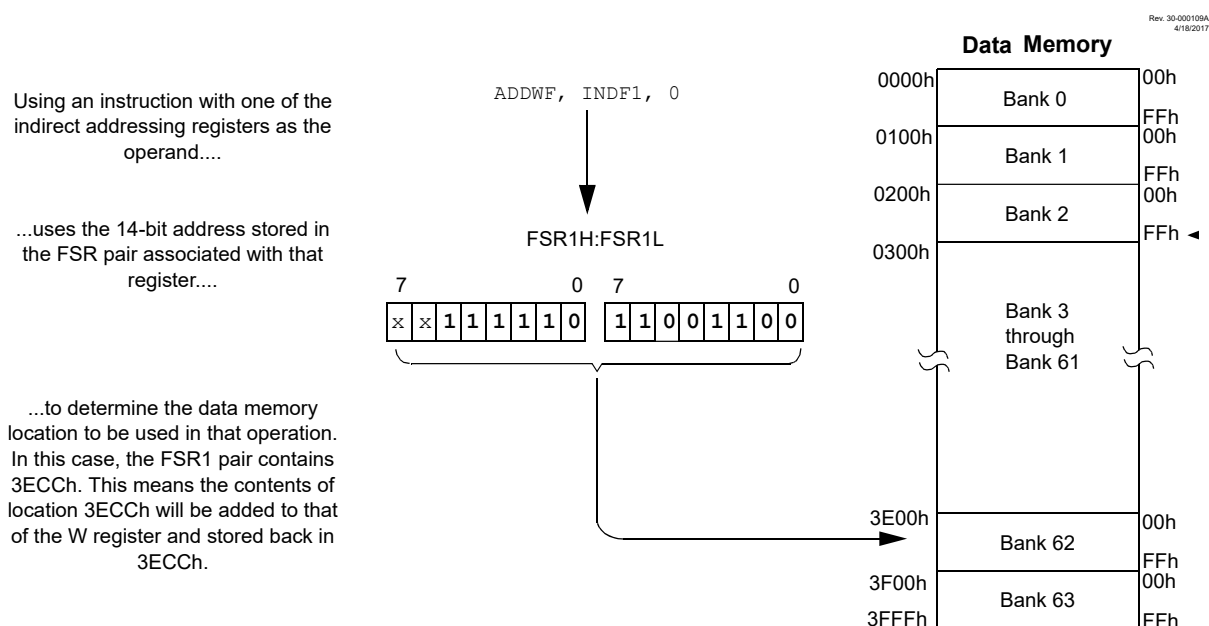 Rev. 30-000109A
4/18/2017
Data Memory
Using an instruction with one of the
indirect addressing registers as the
operand....
ADDWF, INDF1, 0
...uses the 14-bit address stored in
the FSR pair associated with that
register....
FSR1H:FSR1L
7 0 7 0
x x 1 1 1 1 1 0 1 1 0 0 1 1 0 0
...to determine the data memory
location to be used in that operation.
In this case, the FSR1 pair contains
3ECCh. This means the contents of
location 3ECCh will be added to that
of the W register and stored back in
3ECCh.
0000h 00h
Bank 0
FFh
0100h 00h
Bank 1
FFh
0200h 00h
Bank 2
FFh
0300h
Bank 3
through
Bank 61
3E00h 00h
Bank 62
FFh
3F00h 00h
Bank 63
3FFFh FFh